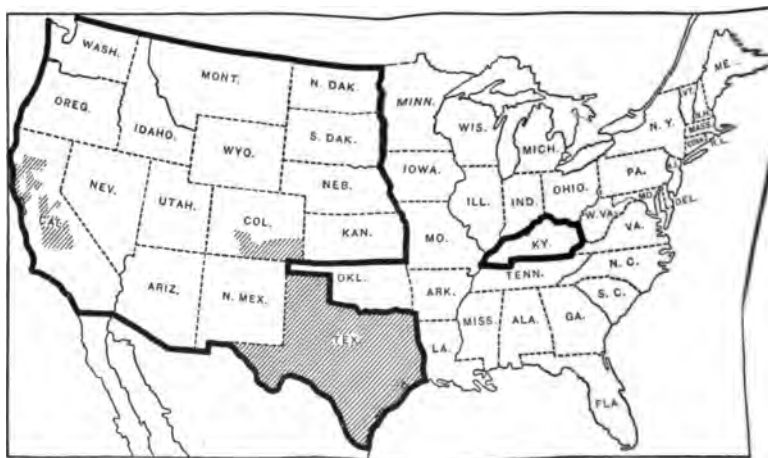 WASH.
MONT.
N. DAK.
MINN.
ME.
OREG.
IDAHO.
WYO.
S. DAK.
WIS.
MICH.
N. Y.
VT.
N.H.
MASS.
R. I.
NEV.
UTAH.
COL.
NEB.
IOWA.
ILL.
IND.
OHIO.
PA.
CAL.
KAN.
MO.
KY.
W. VA.
VA.
MD.
DEL.
ARIZ.
N. MEX.
OKL.
ARK.
TENN.
N. C.
S. C.
TEX.
LA.
MISS.
ALA.
GA.
FLA.